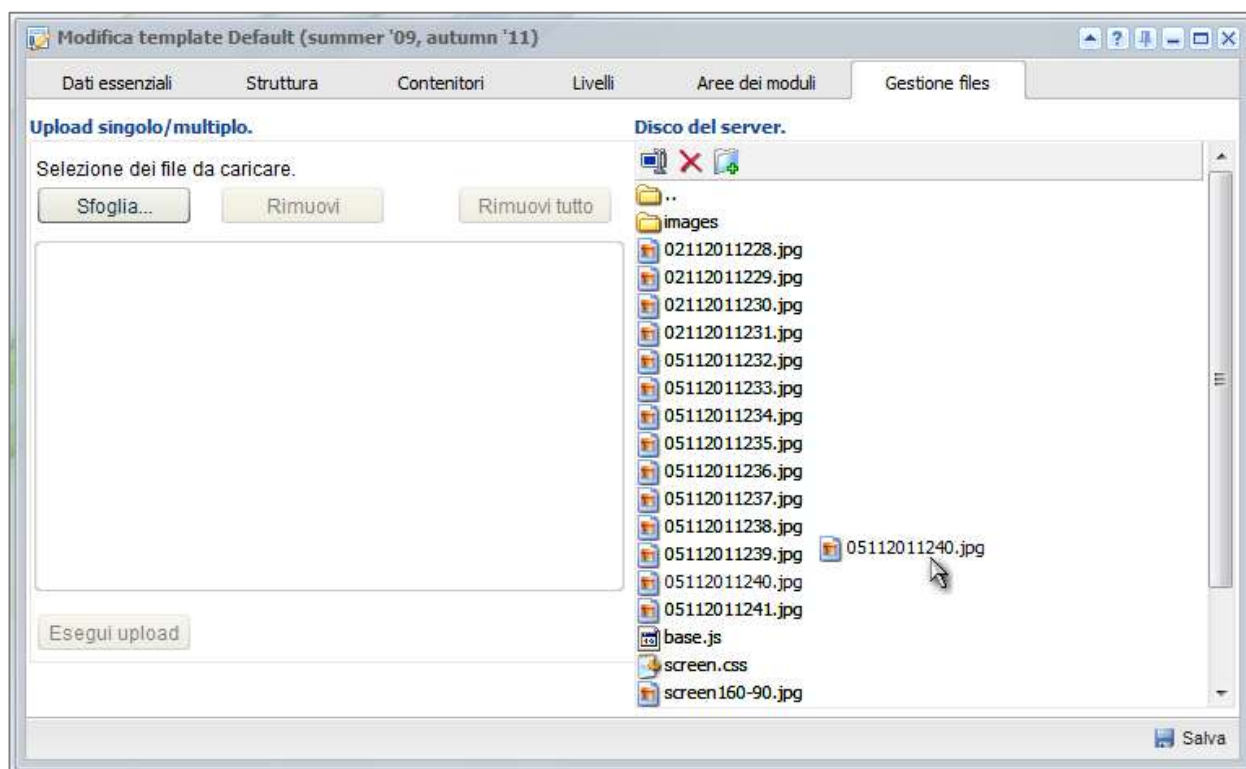 Modifica template Default (summer '09, autumn '11)
Dati essenziali Struttura Contenitori Livelli Aree dei moduli Gestione files
Upload singolo/multiplo.
Selezione dei file da caricare.
Sfoglia... Rimuovi Rimuovi tutto
Esegui upload
Disco del server.
..
images
02112011228.jpg
02112011229.jpg
02112011230.jpg
02112011231.jpg
05112011232.jpg
05112011233.jpg
05112011234.jpg
05112011235.jpg
05112011236.jpg
05112011237.jpg
05112011238.jpg
05112011239.jpg
05112011240.jpg
05112011240.jpg
05112011241.jpg
base.js
screen.css
screen160-90.jpg
Salva